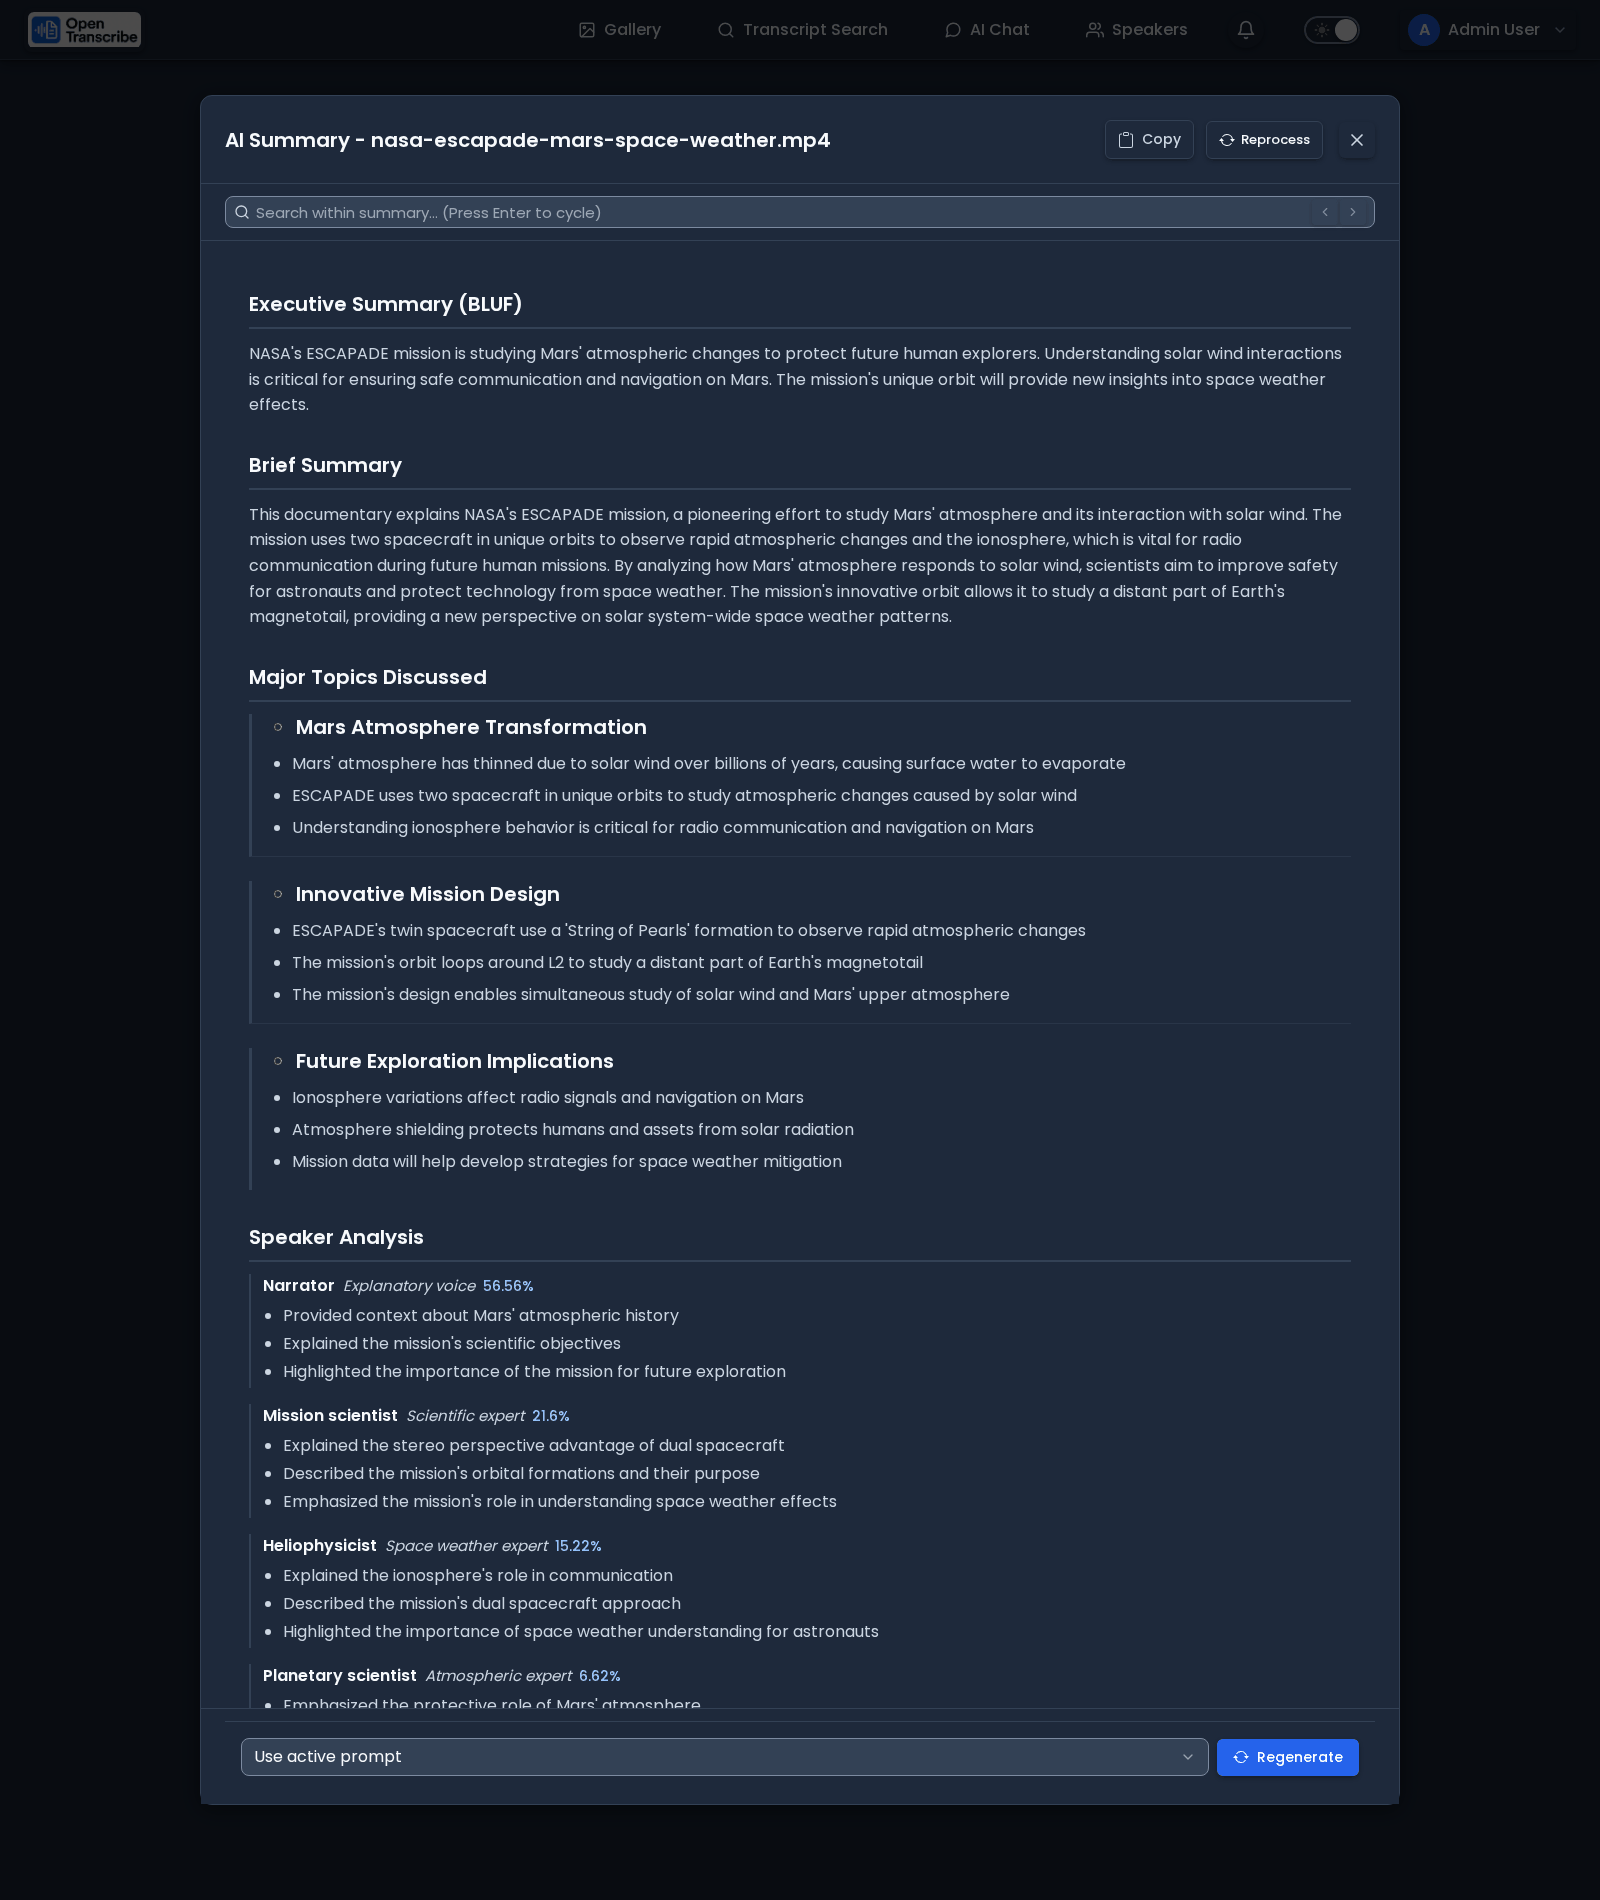 Open
Transcribe
Gallery
Transcript Search
AI Chat
Speakers
A
Admin User
AI Summary - nasa-escapade-mars-space-weather.mp4
Copy
Reprocess
Search within summary... (Press Enter to cycle)
Executive Summary (BLUF)
NASA's ESCAPADE mission is studying Mars' atmospheric changes to protect future human explorers. Understanding solar wind interactions
is critical for ensuring safe communication and navigation on Mars. The mission's unique orbit will provide new insights into space weather
effects.
Brief Summary
This documentary explains NASA's ESCAPADE mission, a pioneering effort to study Mars' atmosphere and its interaction with solar wind. The
mission uses two spacecraft in unique orbits to observe rapid atmospheric changes and the ionosphere, which is vital for radio
communication during future human missions. By analyzing how Mars' atmosphere responds to solar wind, scientists aim to improve safety
for astronauts and protect technology from space weather. The mission's innovative orbit allows it to study a distant part of Earth's
magnetotail, providing a new perspective on solar system-wide space weather patterns.
Major Topics Discussed
Mars Atmosphere Transformation
Mars' atmosphere has thinned due to solar wind over billions of years, causing surface water to evaporate
ESCAPADE uses two spacecraft in unique orbits to study atmospheric changes caused by solar wind
Understanding ionosphere behavior is critical for radio communication and navigation on Mars
Innovative Mission Design
ESCAPADE's twin spacecraft use a 'String of Pearls' formation to observe rapid atmospheric changes
The mission's orbit loops around L2 to study a distant part of Earth's magnetotail
The mission's design enables simultaneous study of solar wind and Mars' upper atmosphere
Future Exploration Implications
Ionosphere variations affect radio signals and navigation on Mars
Atmosphere shielding protects humans and assets from solar radiation
Mission data will help develop strategies for space weather mitigation
Speaker Analysis
Narrator Explanatory voice 56.56%
Provided context about Mars' atmospheric history
Explained the mission's scientific objectives
Highlighted the importance of the mission for future exploration
Mission scientist Scientific expert 21.6%
Explained the stereo perspective advantage of dual spacecraft
Described the mission's orbital formations and their purpose
Emphasized the mission's role in understanding space weather effects
Heliophysicist Space weather expert 15.22%
Explained the ionosphere's role in communication
Described the mission's dual spacecraft approach
Highlighted the importance of space weather understanding for astronauts
Planetary scientist Atmospheric expert 6.62%
Emphasized the protective role of Mars' atmosphere
Use active prompt
Regenerate